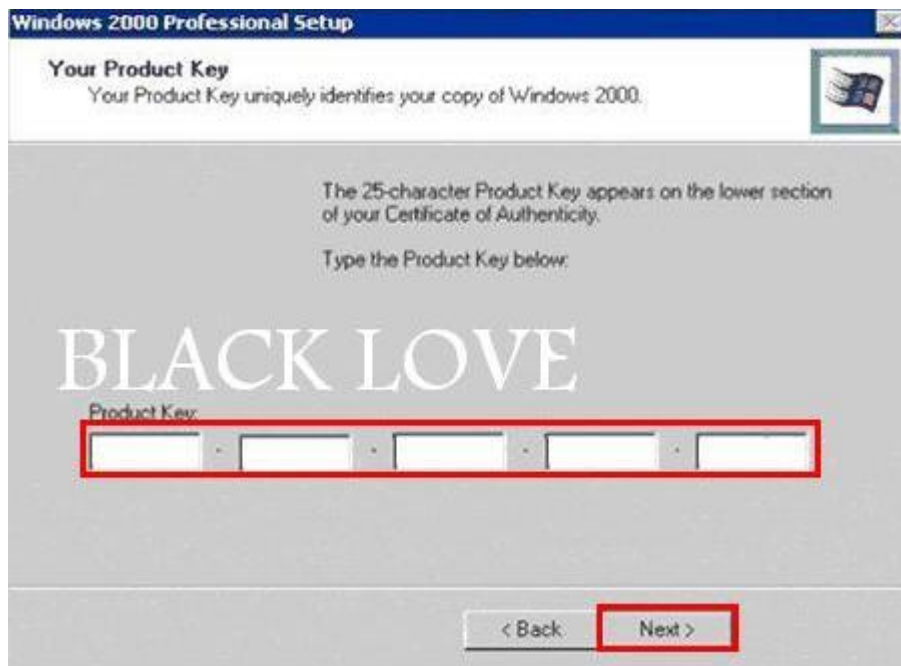 Windows 2000 Professional Setup
Your Product Key
Your Product Key uniquely identifies your copy of Windows 2000.
The 25-character Product Key appears on the lower section
of your Certificate of Authenticity.
Type the Product Key below:
BLACK LOVE
Product Key:
- - - -
< Back Next >